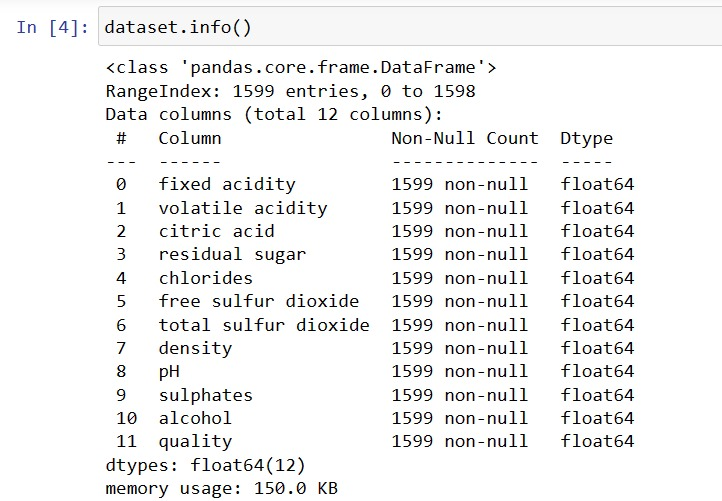 In [4]: dataset.info()
<class 'pandas.core.frame.DataFrame'>
RangeIndex: 1599 entries, 0 to 1598
Data columns (total 12 columns):
 #   Column                Non-Null Count  Dtype
---  ------                --------------  -----
 0   fixed acidity         1599 non-null   float64
 1   volatile acidity      1599 non-null   float64
 2   citric acid           1599 non-null   float64
 3   residual sugar        1599 non-null   float64
 4   chlorides             1599 non-null   float64
 5   free sulfur dioxide   1599 non-null   float64
 6   total sulfur dioxide  1599 non-null   float64
 7   density               1599 non-null   float64
 8   pH                    1599 non-null   float64
 9   sulphates             1599 non-null   float64
 10  alcohol               1599 non-null   float64
 11  quality               1599 non-null   float64
dtypes: float64(12)
memory usage: 150.0 KB